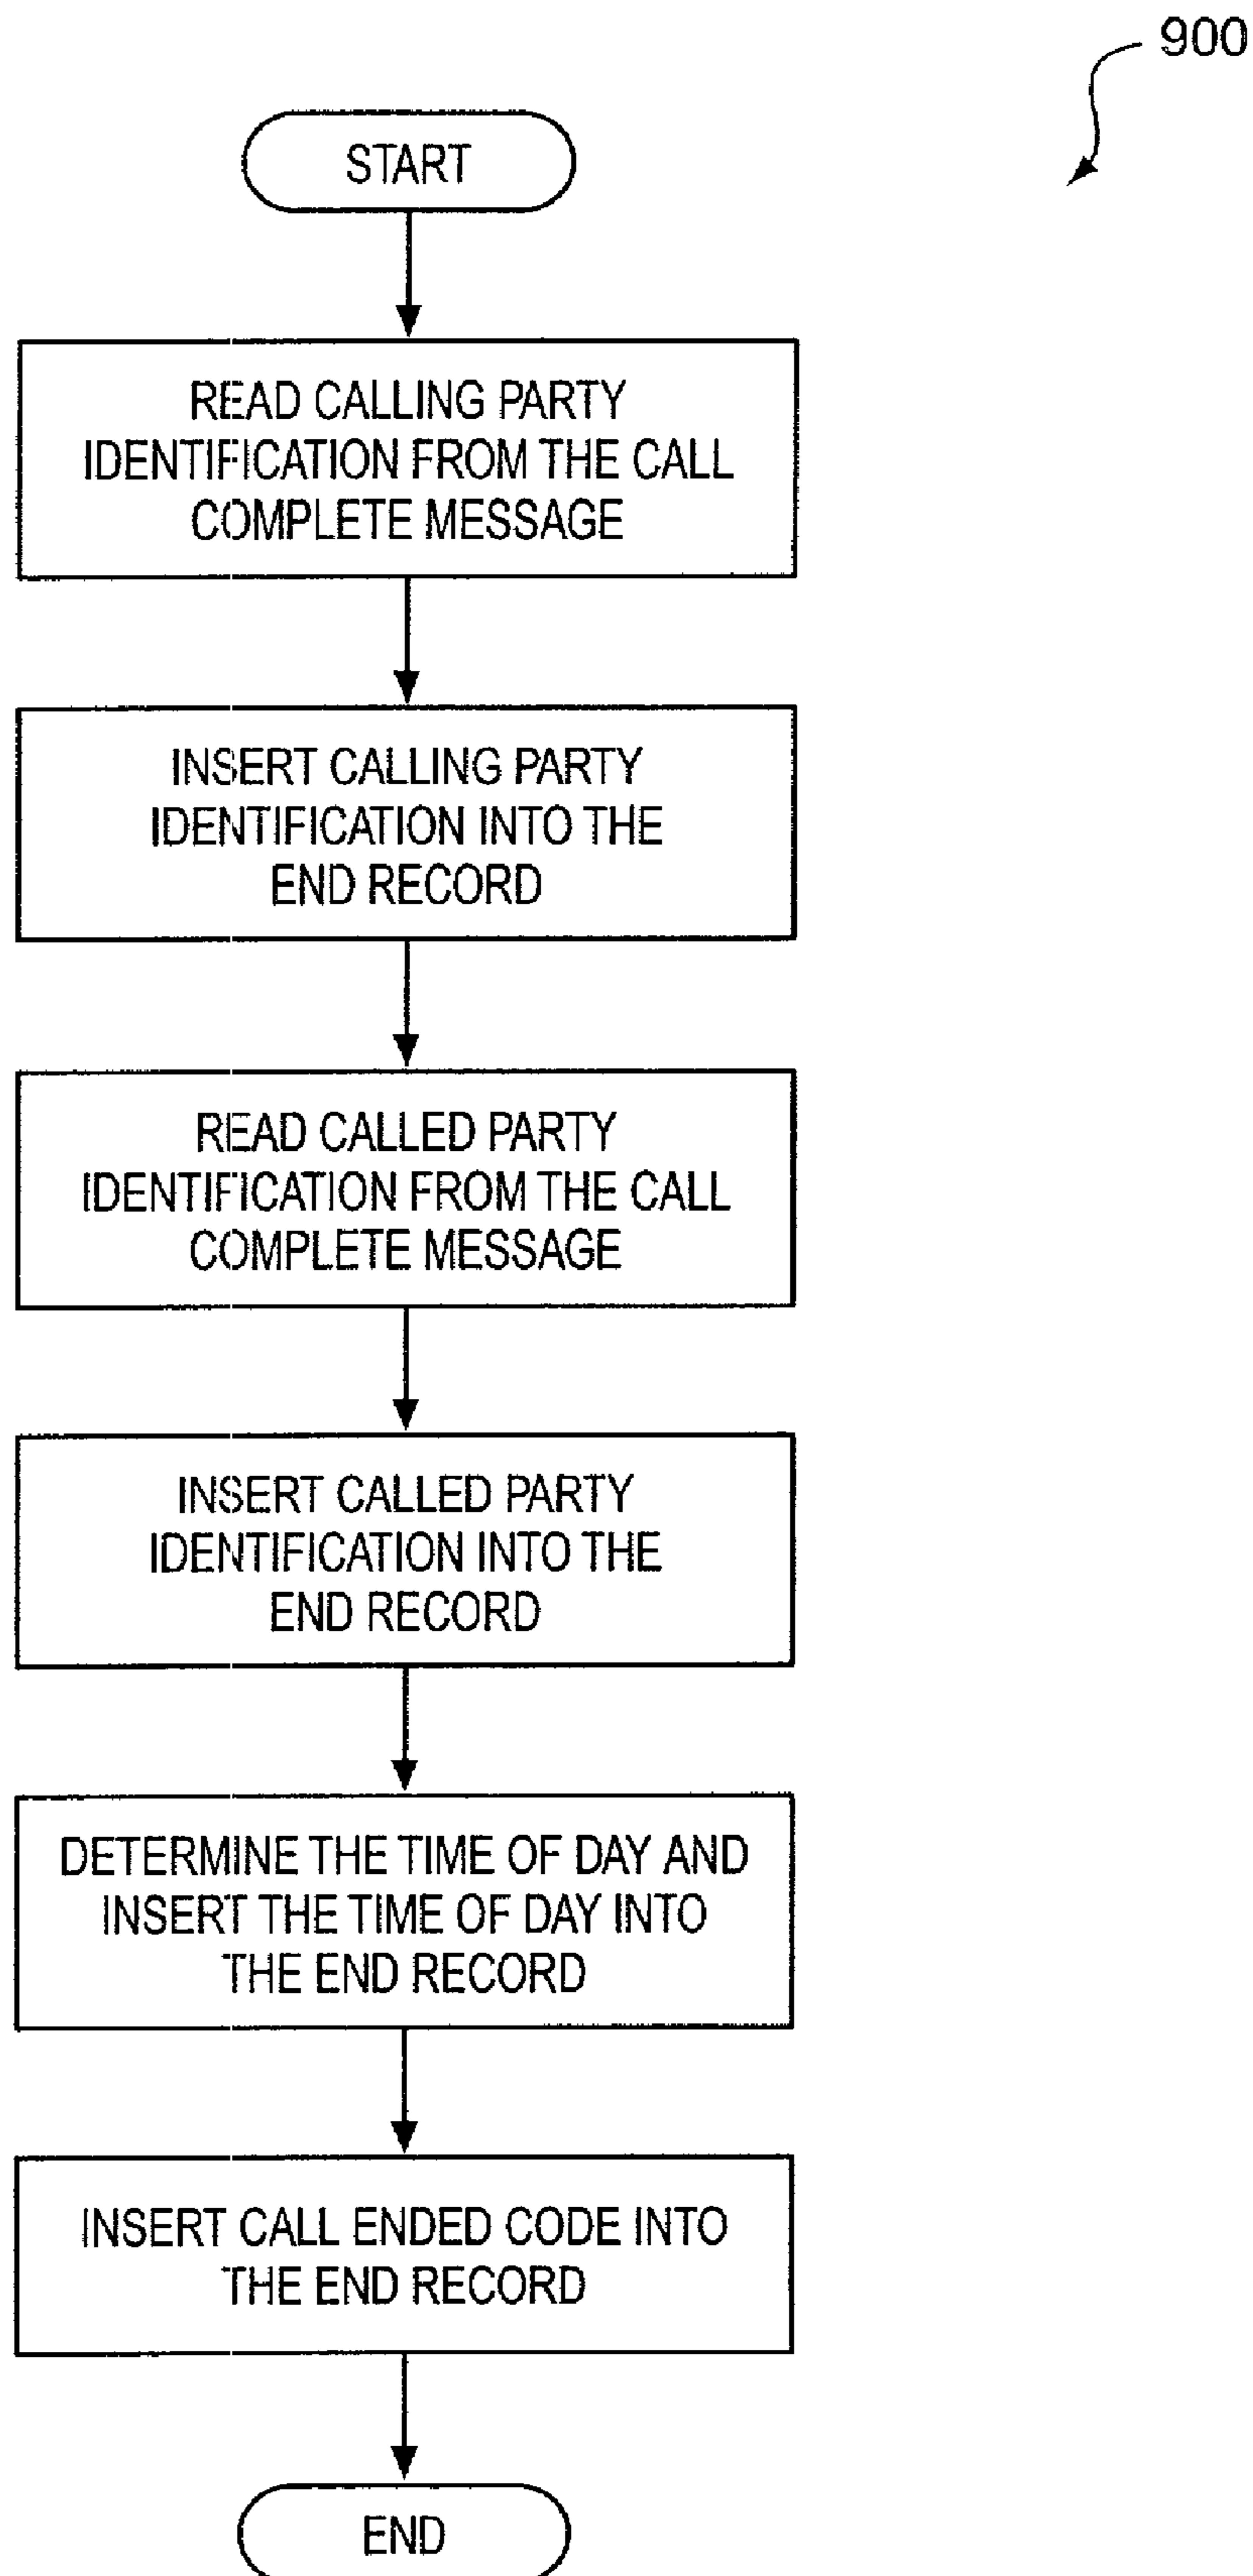 900
START
READ CALLING PARTY
IDENTIFICATION FROM THE CALL
COMPLETE MESSAGE
INSERT CALLING PARTY
IDENTIFICATION INTO THE
END RECORD
READ CALLED PARTY
IDENTIFICATION FROM THE CALL
COMPLETE MESSAGE
INSERT CALLED PARTY
IDENTIFICATION INTO THE
END RECORD
DETERMINE THE TIME OF DAY AND
INSERT THE TIME OF DAY INTO
THE END RECORD
INSERT CALL ENDED CODE INTO
THE END RECORD
END